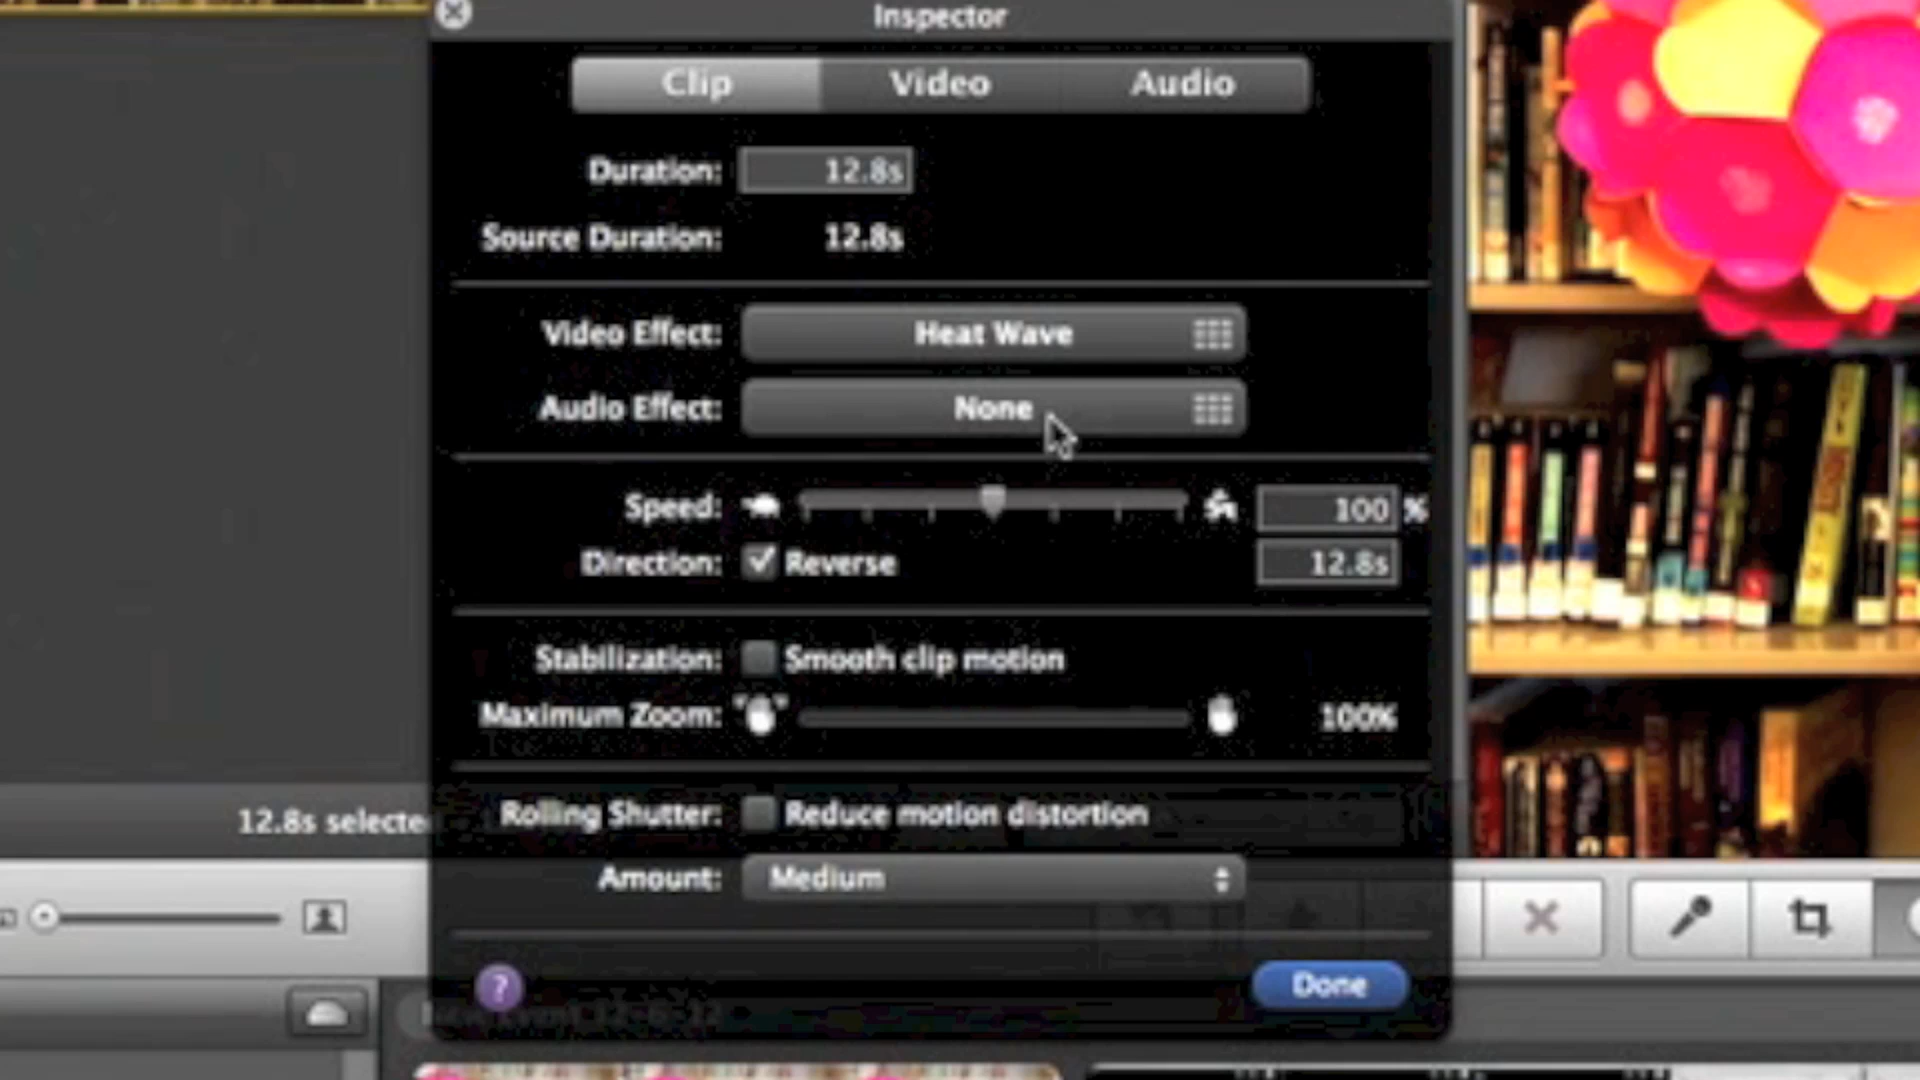 Inspector
Clip Video Audio
Duration: 12.8s
Source Duration: 12.8s
Video Effect: Heat Wave
Audio Effect: None
Speed: 100 %
Direction: Reverse 12.8s
Stabilization: Smooth clip motion
Maximum Zoom: 100%
12.8s selecte
Rolling Shutter: Reduce motion distortion
Amount: Medium
? Done